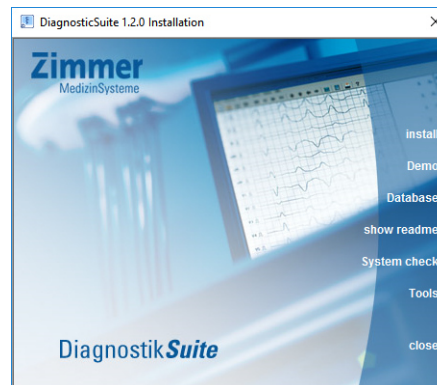 DiagnosticSuite 1.2.0 Installation
Zimmer
MedizinSysteme
install
Demo
Database
show readme
System check
Tools
DiagnostikSuite
close